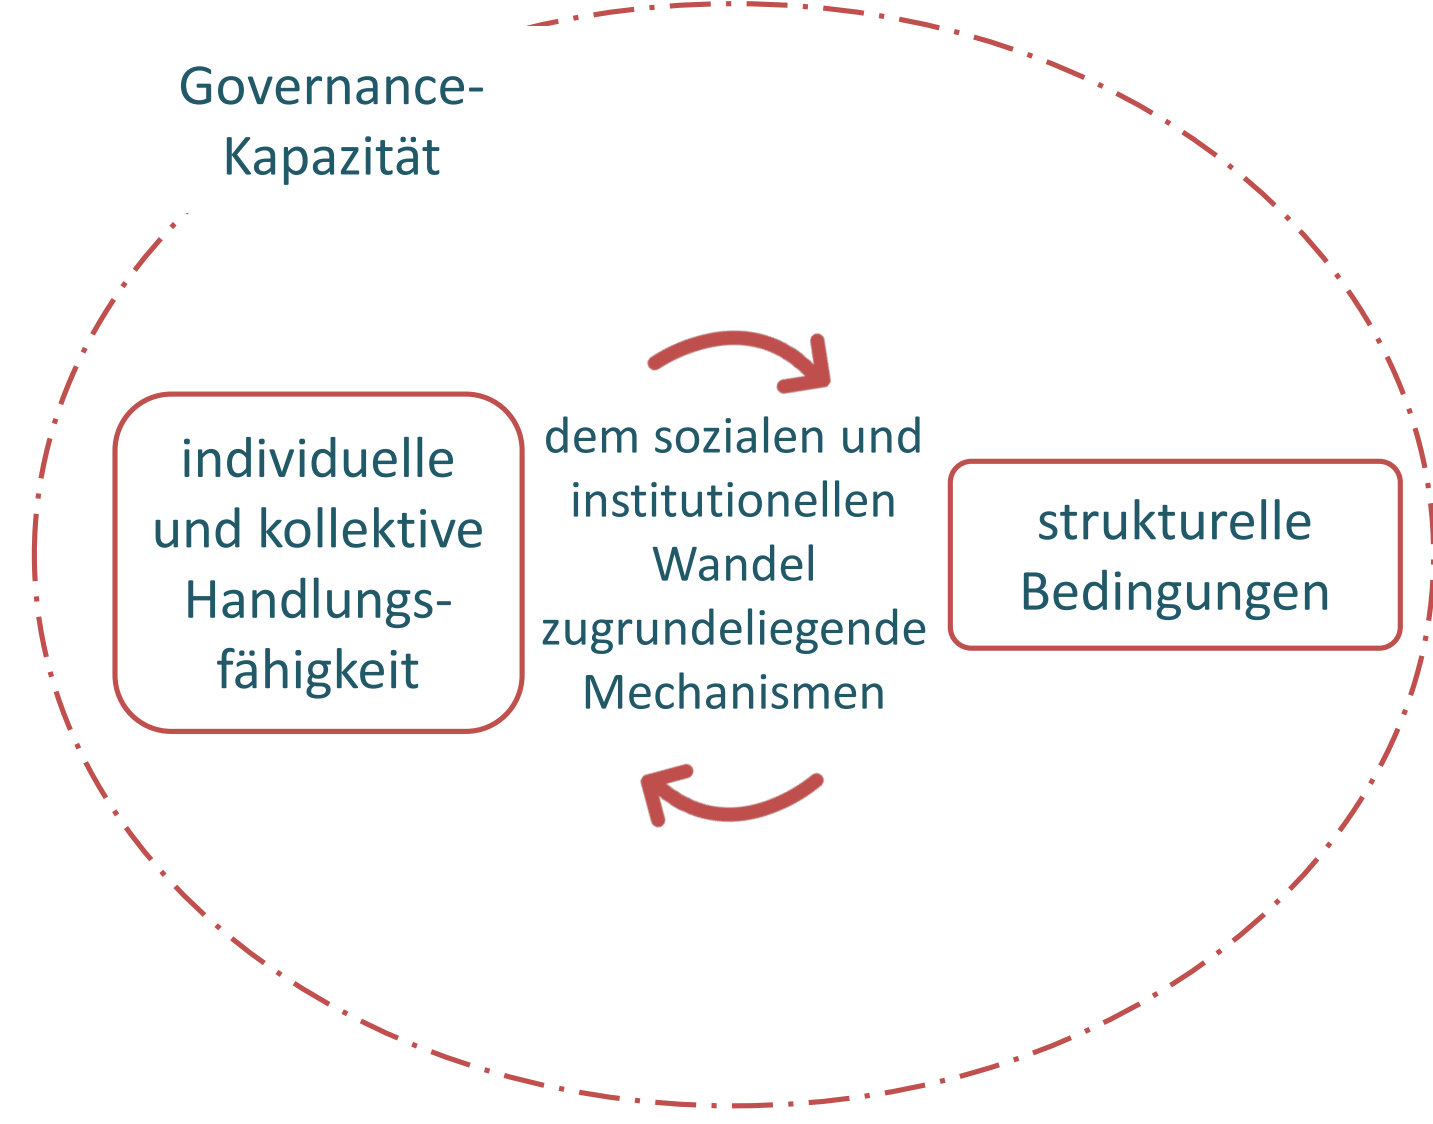 Governance-
Kapazität
individuelle
und kollektive
Handlungs-
fähigkeit
dem sozialen und
institutionellen
Wandel
zugrundeliegende
Mechanismen
strukturelle
Bedingungen